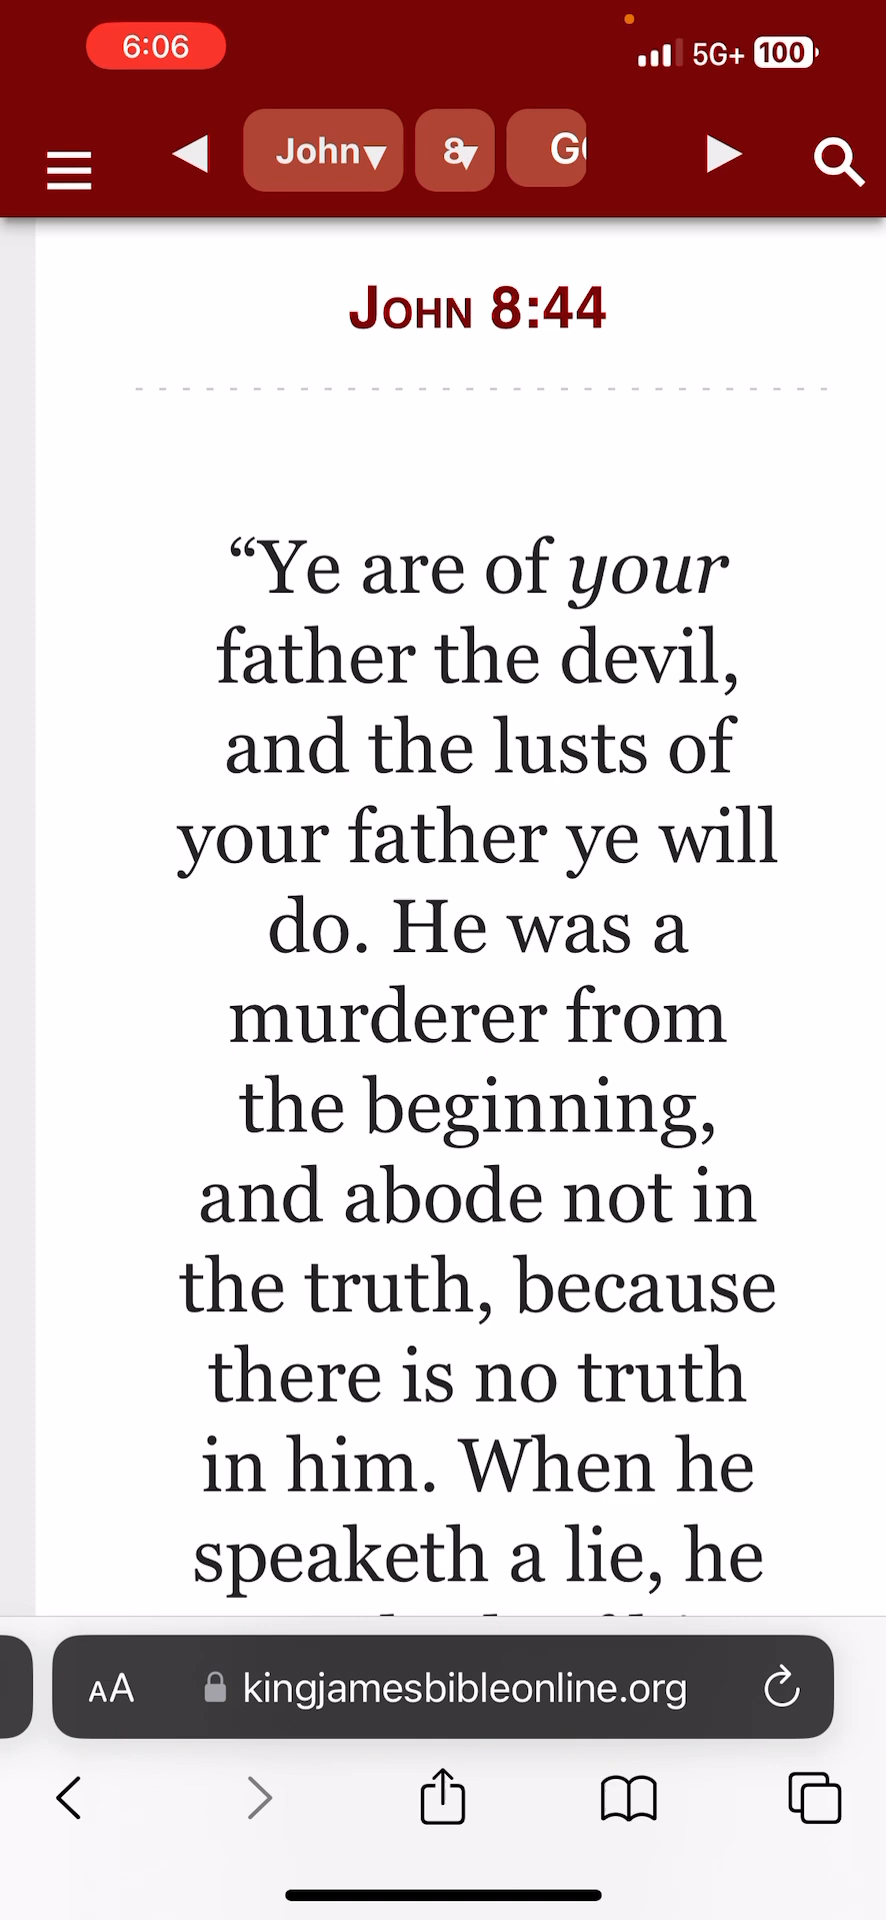 6:06 5G+ 100
John 8 G
JOHN 8:44
“Ye are of your
father the devil,
and the lusts of
your father ye will
do. He was a
murderer from
the beginning,
and abode not in
the truth, because
there is no truth
in him. When he
speaketh a lie, he
AA kingjamesbibleonline.org